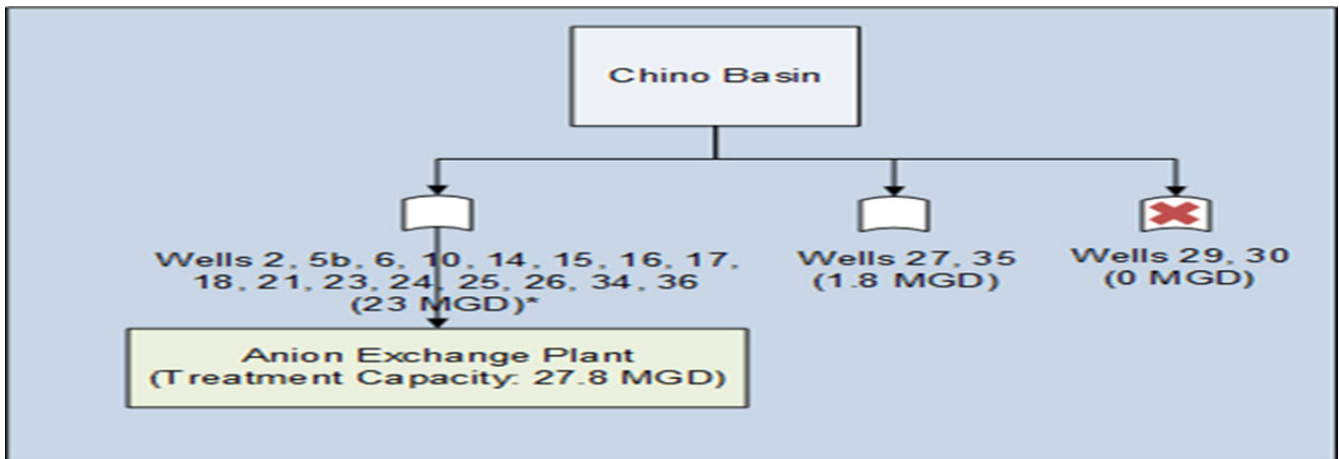 Chino Basin
Wells 2, 5b, 6, 10, 14, 15, 16, 17,
18, 21, 23, 24, 25, 26, 34, 36
(23 MGD)*
Wells 27, 35
(1.8 MGD)
Wells 29, 30
(0 MGD)
Anion Exchange Plant
(Treatment Capacity: 27.8 MGD)